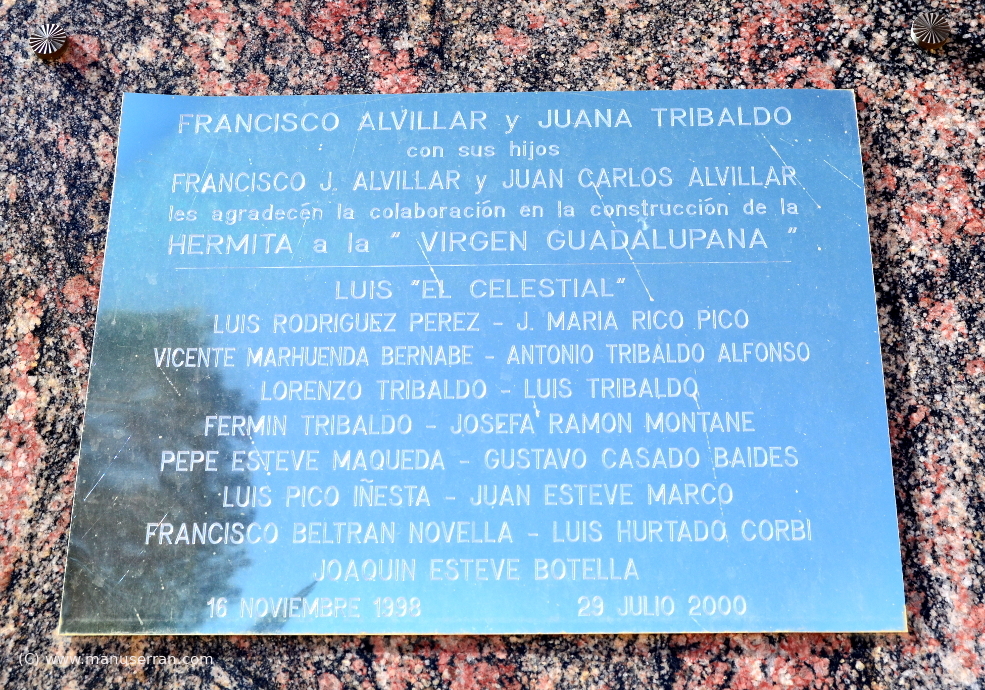 FRANCISCO ALVILLAR y JUANA TRIBALDO
con sus hijos
FRANCISCO J. ALVILLAR y JUAN CARLOS ALVILLAR
les agradecén la colaboración en la construcción de la
HERMITA a la " VIRGEN GUADALUPANA "
LUIS "EL CELESTIAL"
LUIS RODRIGUEZ PEREZ - J. MARIA RICO PICO
VICENTE MARHUENDA BERNABE - ANTONIO TRIBALDO ALFONSO
LORENZO TRIBALDO - LUIS TRIBALDO
FERMIN TRIBALDO - JOSEFA RAMON MONTANE
PEPE ESTEVE MAQUEDA - GUSTAVO CASADO BAIDES
LUIS PICO IÑESTA - JUAN ESTEVE MARCO
FRANCISCO BELTRAN NOVELLA - LUIS HURTADO CORBI
JOAQUIN ESTEVE BOTELLA
16 NOVIEMBRE 1998 29 JULIO 2000
(C) www.manuserran.com